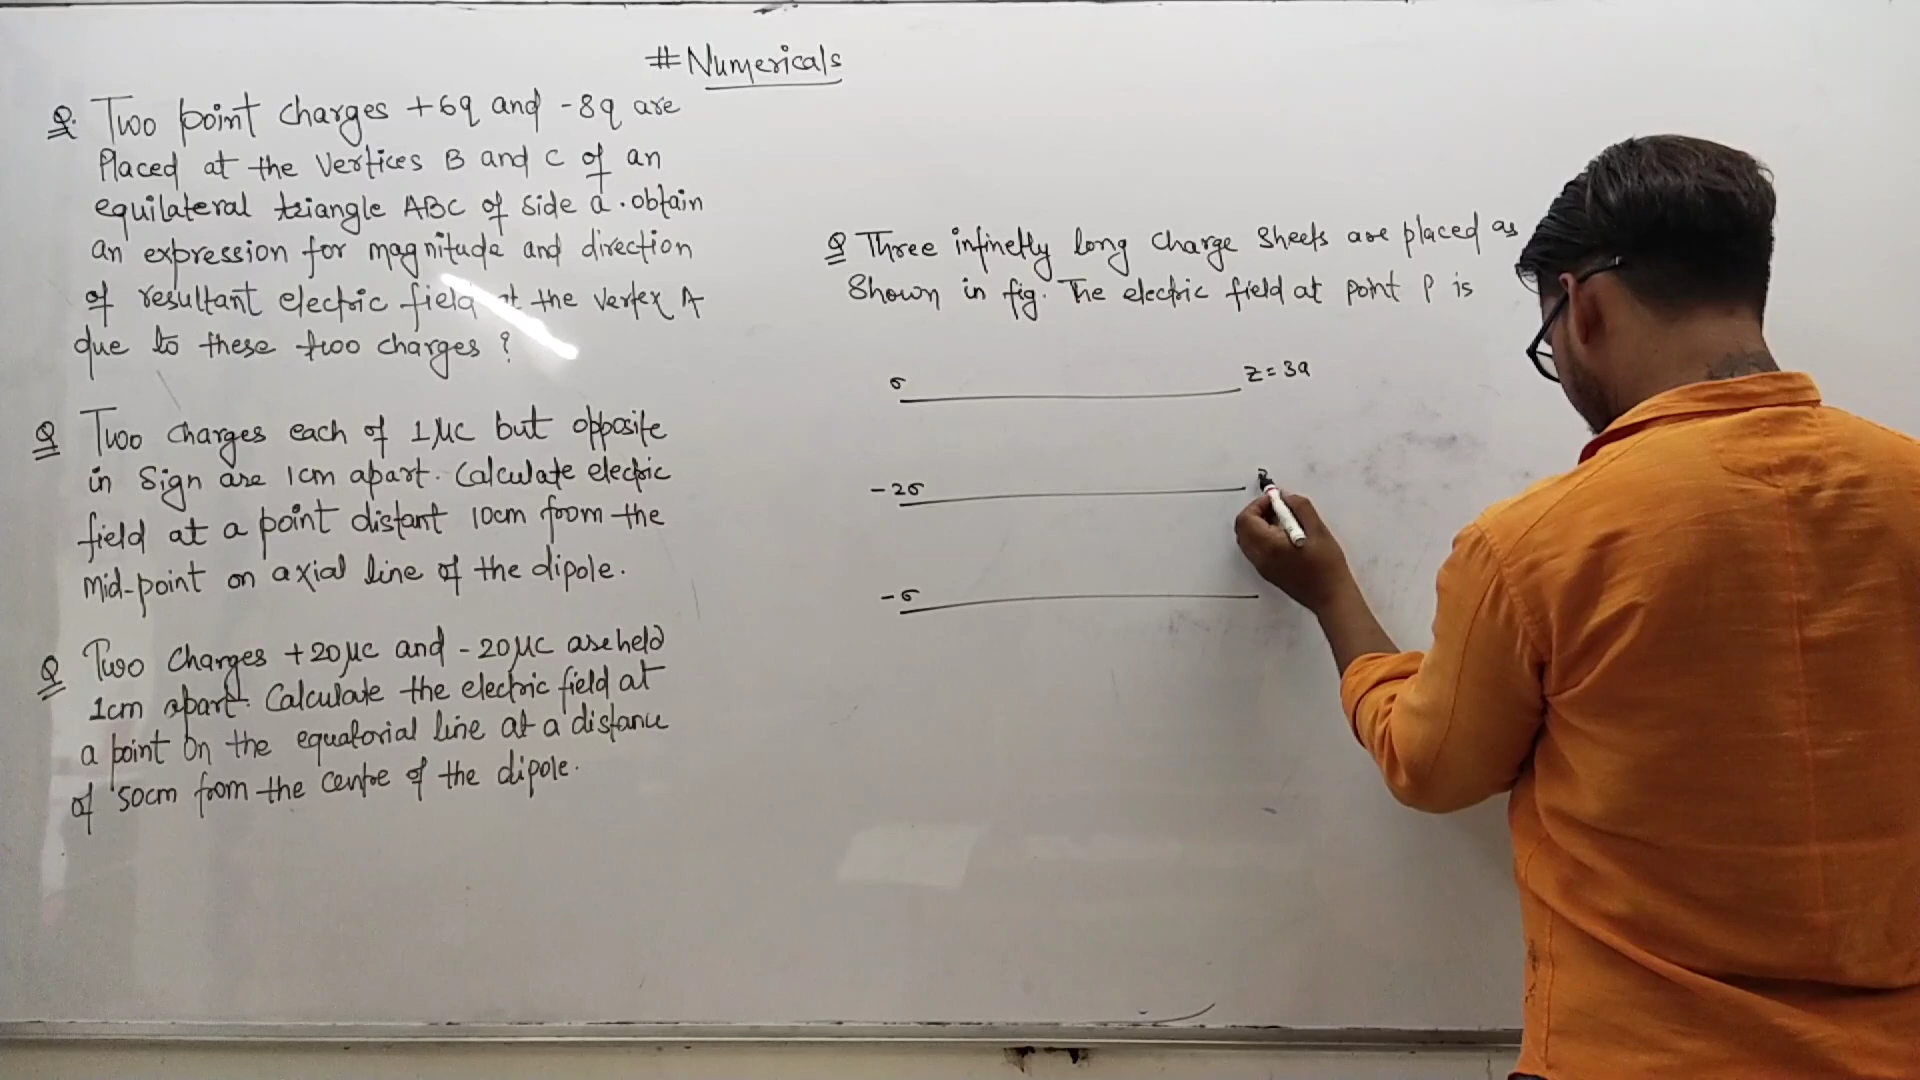 #Numericals
Q. Two point charges +6q and -8q are
Placed at the Vertices B and C of an
equilateral triangle ABC of side a. obtain
an expression for magnitude and direction
of resultant electric field at the vertex A
due to these two charges ?
Q Two charges each of 1μC but opposite
in Sign are 1cm apart. Calculate electric
field at a point distant 10cm from the
mid-point on axial line of the dipole.
Q Two Charges +20μC and -20μC are held
1cm apart. Calculate the electric field at
a point on the equatorial line at a distance
of 50cm from the centre of the dipole.
Q Three infinetly long charge sheets are placed as
Shown in fig. The electric field at point P is
σ
z = 3a
-2σ
-σ